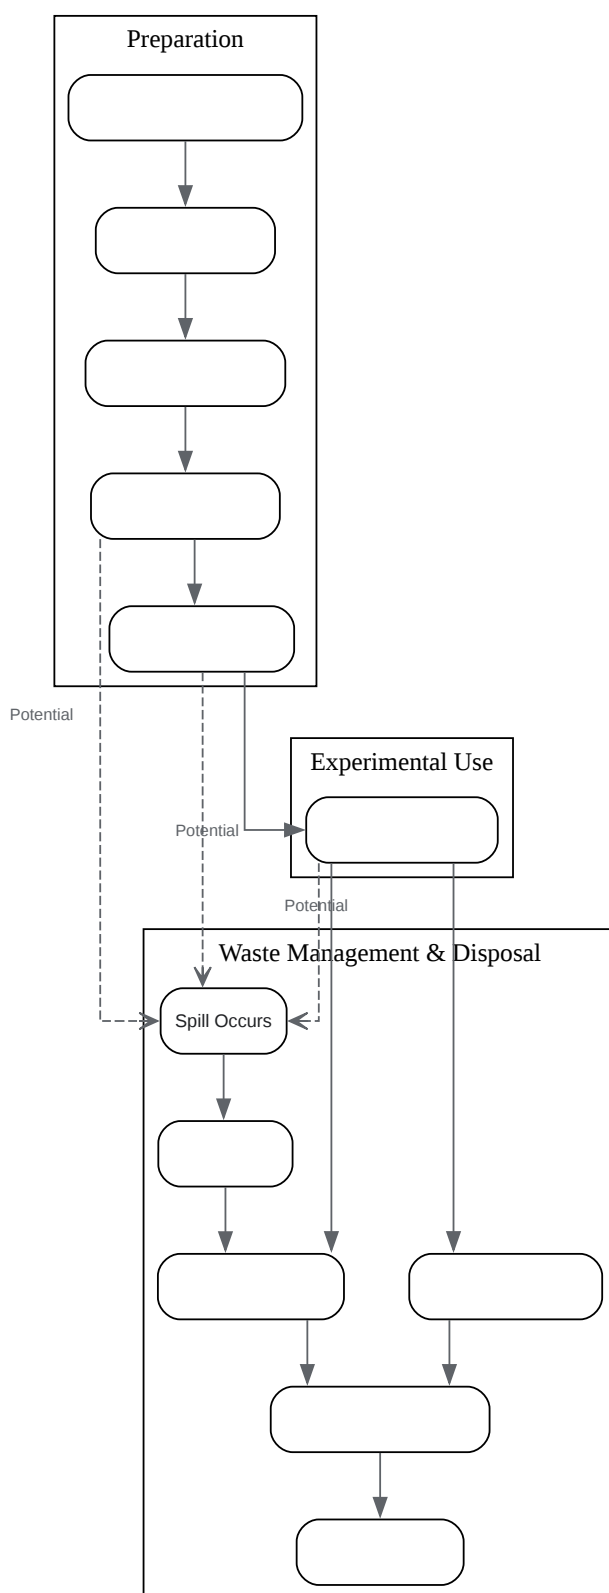 Preparation
Potential
Experimental Use
Potential
Potential
Waste Management & Disposal
Spill Occurs